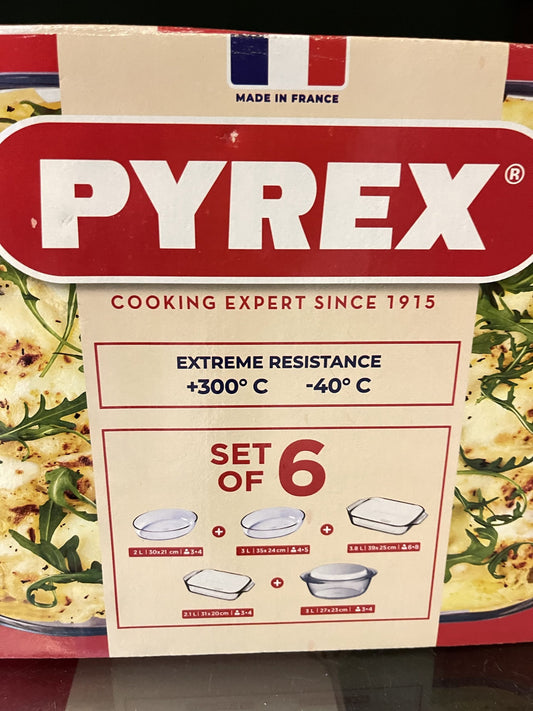 MADE IN FRANCE
PYREX®
COOKING EXPERT SINCE 1915
EXTREME RESISTANCE
+300° C -40° C
SET
OF 6
2 L | 30x21 cm | 3•4
3 L | 35x24 cm | 4•5
3.8 L | 39x25 cm | 6•8
2.1 L | 31x20cm | 3•4
3 L | 27x23 cm | 3•4